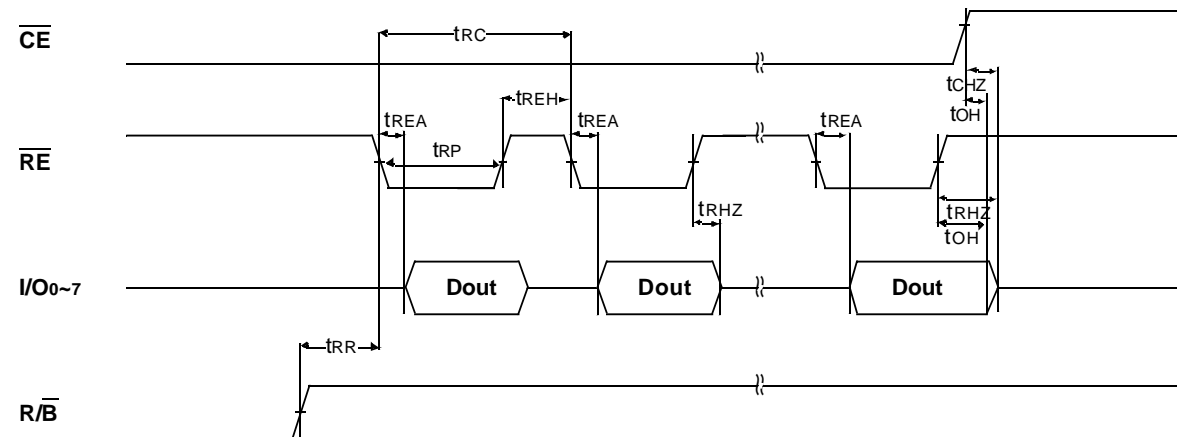 CE
tRC
tCHZ
tREH
tOH
tREA
tREA
tREA
RE
tRP
tRHZ
tRHZ
tOH
I/O0~7
Dout
Dout
Dout
tRR
R/B